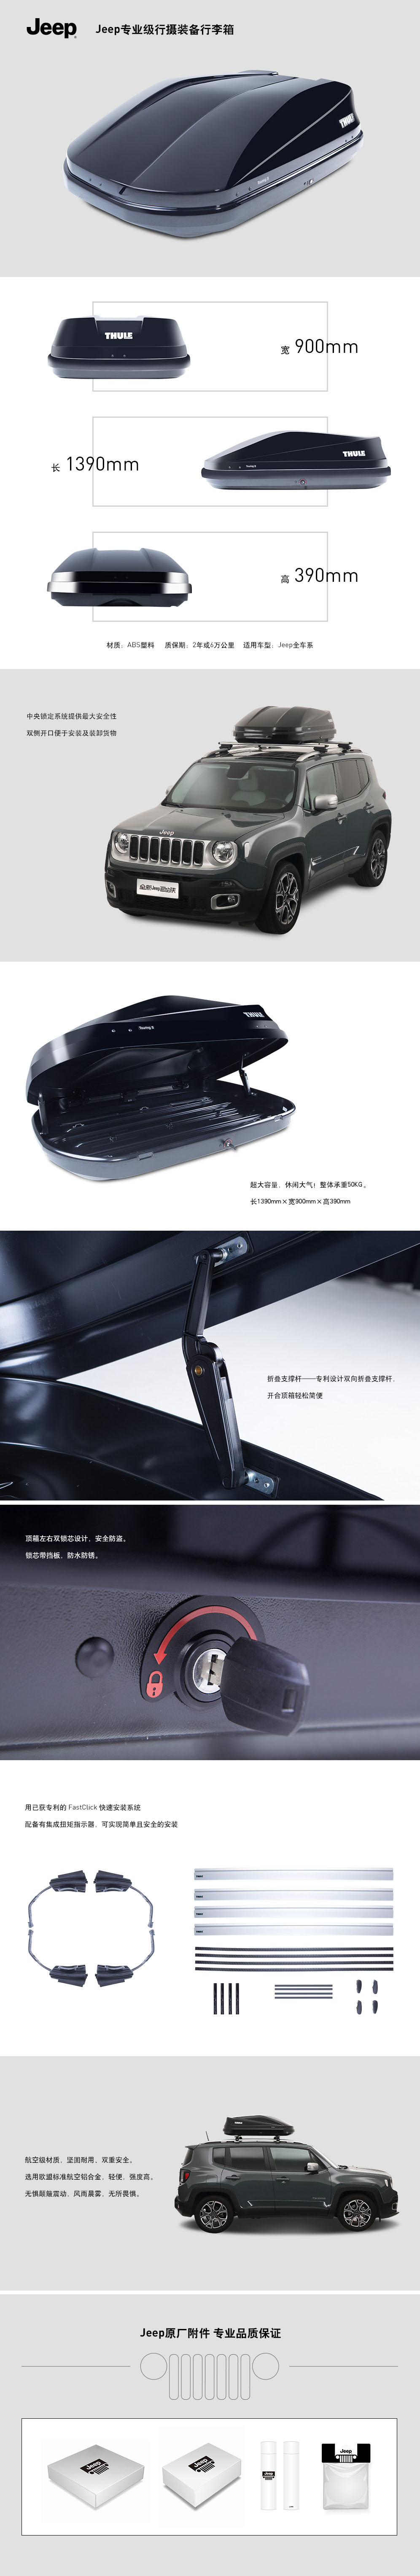 Jeep
Jeep专业级行摄装备行李箱
THULE
THULE
宽 900mm
长 1390mm
THULE
高 390mm
材质：ABS塑料 质保期：2年或6万公里 适用车型：Jeep全车系
中央锁定系统提供最大安全性
双侧开口便于安装及装卸货物
Jeep
THULE
超大容量，休闲大气！整体承重50KG。
长1390mm×宽900mm×高390mm
折叠支撑杆——专利设计双向折叠支撑杆，
开合顶箱轻松简便
顶箱左右双锁芯设计，安全防盗。
锁芯带挡板，防水防锈。
用已获专利的 FastClick 快速安装系统
配备有集成扭矩指示器，可实现简单且安全的安装
航空级材质，坚固耐用，双重安全。
选用欧盟标准航空铝合金，轻便，强度高。
无惧颠簸震动，风雨晨雾，无所畏惧。
Jeep原厂附件 专业品质保证
Jeep
Jeep
Jeep
Jeep